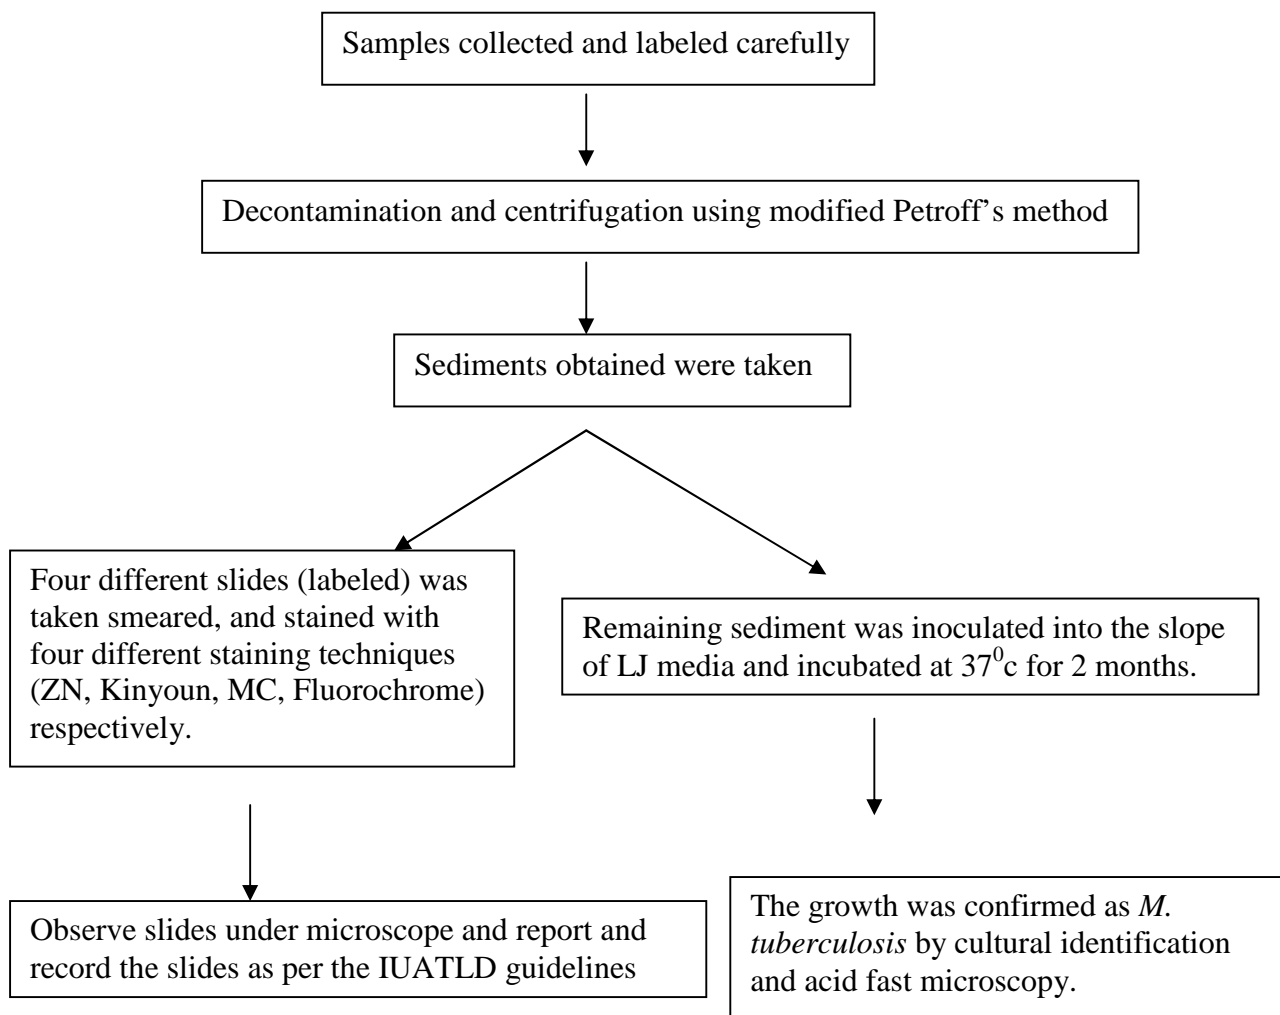 Samples collected and labeled carefully
Decontamination and centrifugation using modified Petroff’s method
Sediments obtained were taken
Four different slides (labeled) was
taken smeared, and stained with
four different staining techniques
(ZN, Kinyoun, MC, Fluorochrome)
respectively.
Remaining sediment was inoculated into the slope
of LJ media and incubated at 37⁰c for 2 months.
Observe slides under microscope and report and
record the slides as per the IUATLD guidelines
The growth was confirmed as M.
tuberculosis by cultural identification
and acid fast microscopy.